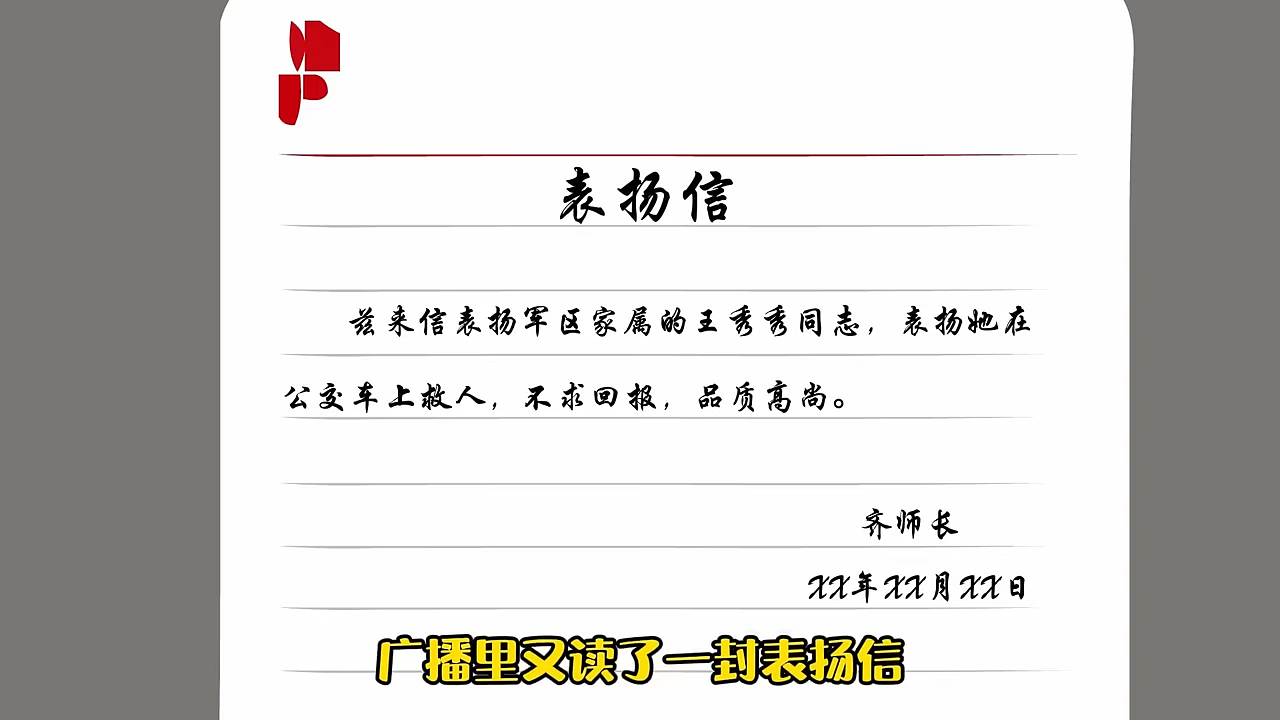 表扬信
兹来信表扬军区家属的王秀秀同志，表扬她在
公交车上救人，不求回报，品质高尚。
齐师长
XX年XX月XX日
广播里又读了一封表扬信